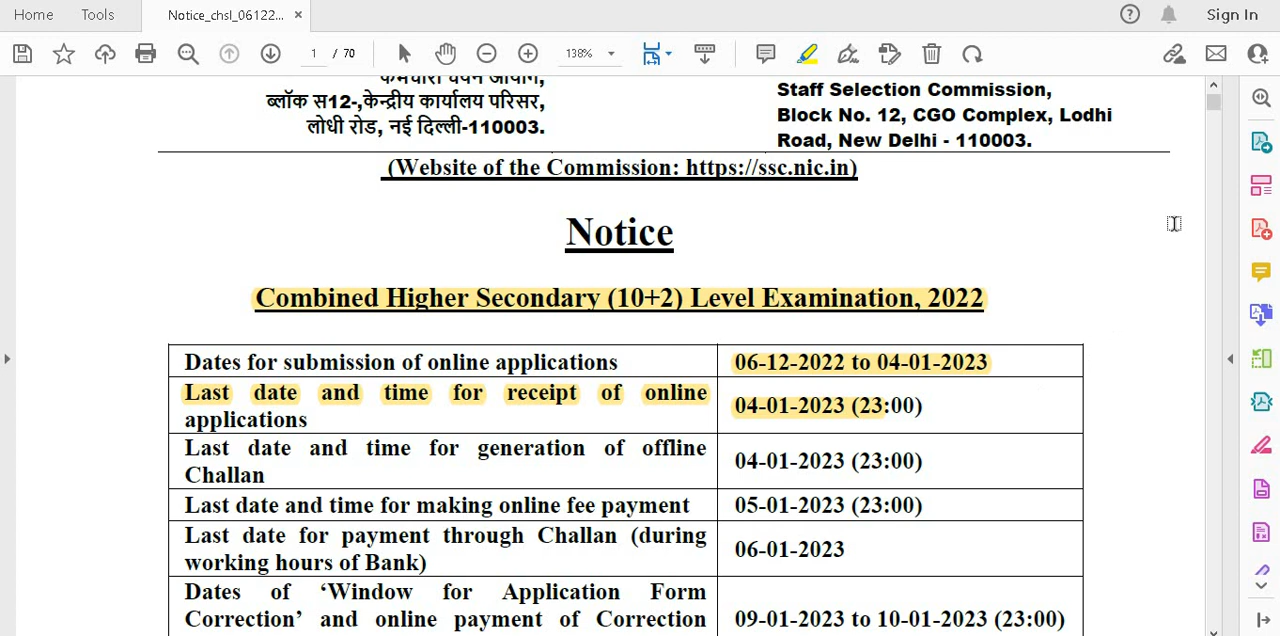 Home Tools Notice_chsl_06122... × Sign In
1 / 70 138%
कर्मचारी चयन आयोग,
ब्लॉक स12-,केन्द्रीय कार्यालय परिसर,
लोधी रोड, नई दिल्ली-110003.
Staff Selection Commission,
Block No. 12, CGO Complex, Lodhi
Road, New Delhi - 110003.
(Website of the Commission: https://ssc.nic.in)
Notice
Combined Higher Secondary (10+2) Level Examination, 2022
Dates for submission of online applications 06-12-2022 to 04-01-2023
Last date and time for receipt of online
applications 04-01-2023 (23:00)
Last date and time for generation of offline
Challan 04-01-2023 (23:00)
Last date and time for making online fee payment 05-01-2023 (23:00)
Last date for payment through Challan (during
working hours of Bank) 06-01-2023
Dates of ‘Window for Application Form
Correction’ and online payment of Correction 09-01-2023 to 10-01-2023 (23:00)